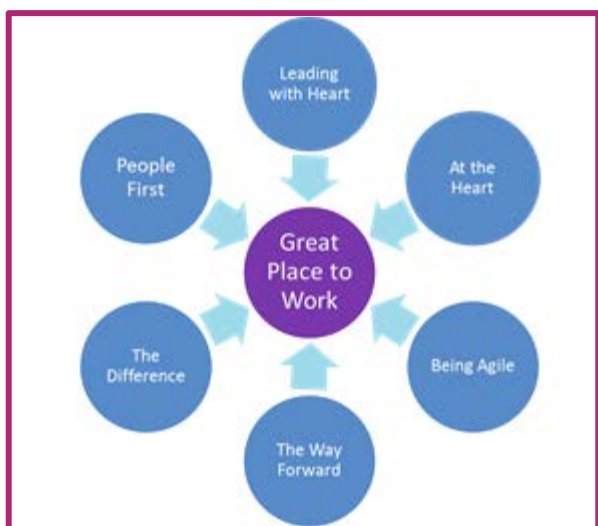 Leading
with Heart
People
First
At the
Heart
Great
Place to
Work
The
Difference
Being Agile
The Way
Forward